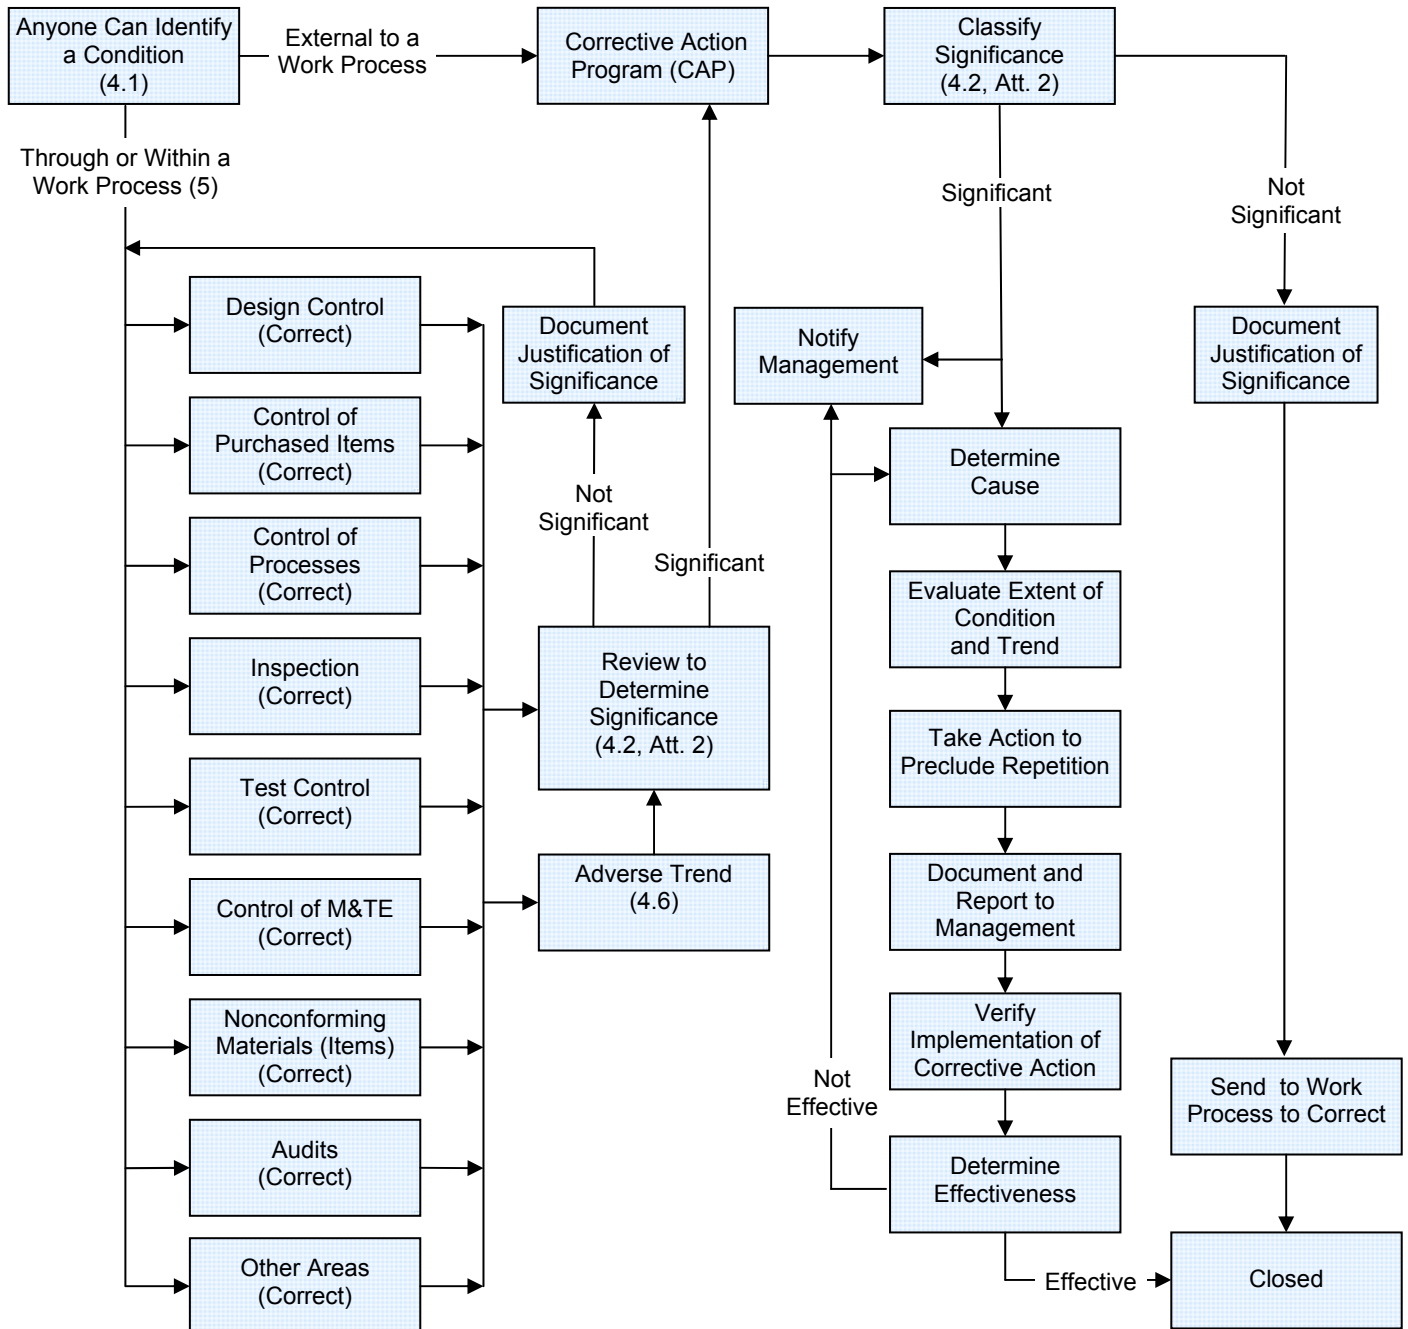 Anyone Can Identify
a Condition
(4.1)
External to a
Work Process
Corrective Action
Program (CAP)
Classify
Significance
(4.2, Att. 2)
Through or Within a
Work Process (5)
Significant
Not
Significant
Design Control
(Correct)
Document
Justification of
Significance
Notify
Management
Document
Justification of
Significance
Control of
Purchased Items
(Correct)
Determine
Cause
Not
Significant
Significant
Control of
Processes
(Correct)
Evaluate Extent of
Condition
and Trend
Inspection
(Correct)
Review to
Determine
Significance
(4.2, Att. 2)
Take Action to
Preclude Repetition
Test Control
(Correct)
Adverse Trend
(4.6)
Document and
Report to
Management
Control of M&TE
(Correct)
Nonconforming
Materials (Items)
(Correct)
Verify
Implementation of
Corrective Action
Not
Effective
Send to Work
Process to Correct
Audits
(Correct)
Determine
Effectiveness
Other Areas
(Correct)
Effective
Closed